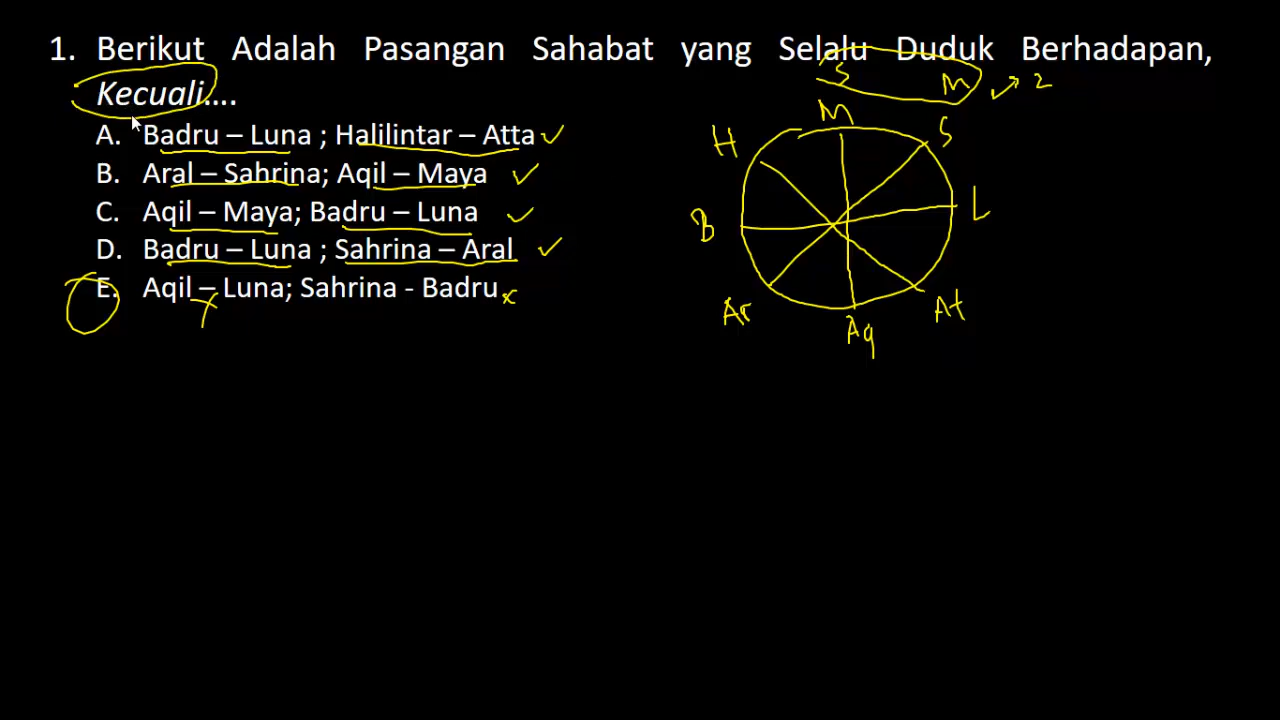 1. Berikut Adalah Pasangan Sahabat yang Selalu Duduk Berhadapan,
Kecuali....
A. Badru – Luna ; Halilintar – Atta
B. Aral – Sahrina; Aqil – Maya
C. Aqil – Maya; Badru – Luna
D. Badru – Luna ; Sahrina – Aral
E. Aqil – Luna; Sahrina - Badru
S M 2
M
H S
B L
Ar At
Aq